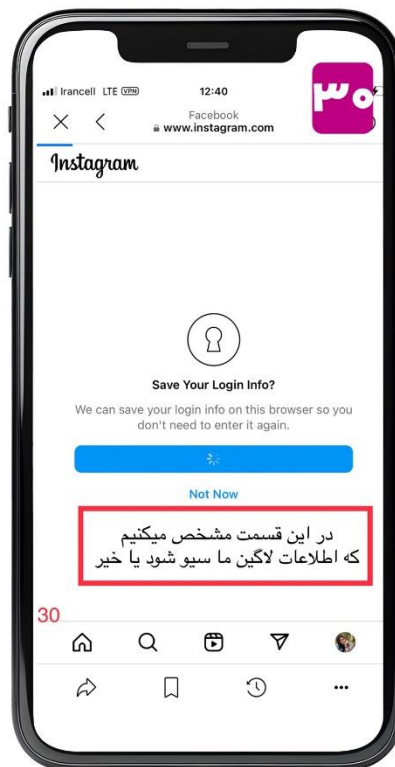 Irancell LTE VPN 12:40
۳۰
Facebook
www.instagram.com
Instagram
Save Your Login Info?
We can save your login info on this browser so you
don't need to enter it again.
Not Now
در این قسمت مشخص میکنیم
که اطلاعات لاگین ما سیو شود یا خیر
30